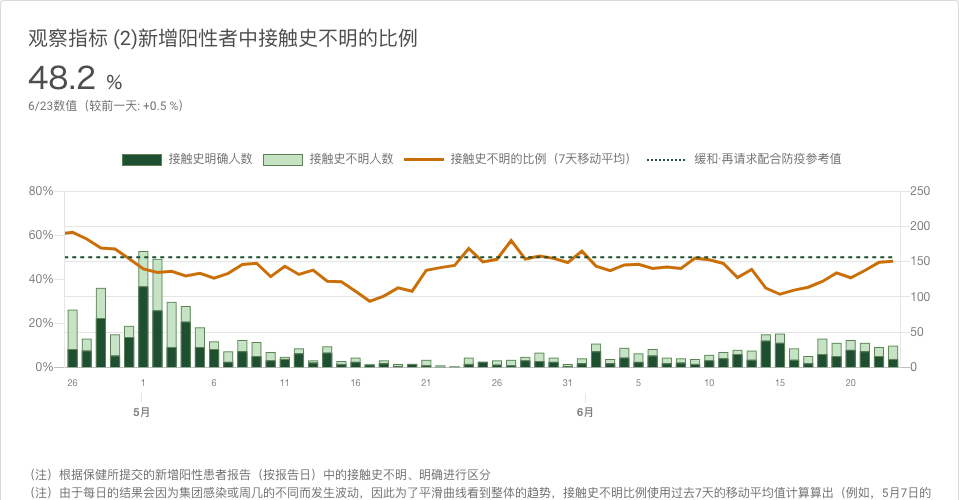 观察指标 (2)新增阳性者中接触史不明的比例
48.2 %
6/23数值（较前一天: +0.5 %）
接触史明确人数 接触史不明人数 接触史不明的比例（7天移动平均） 缓和·再请求配合防疫参考值
80% 250
200
60%
150
40%
100
20%
50
0% 0
26 1 6 11 16 21 26 31 5 10 15 20
5月 6月
（注）根据保健所提交的新增阳性患者报告（按报告日）中的接触史不明、明确进行区分
（注）由于每日的结果会因为集团感染或周几的不同而发生波动，因此为了平滑曲线看到整体的趋势，接触史不明比例使用过去7天的移动平均值计算算出（例如，5月7日的